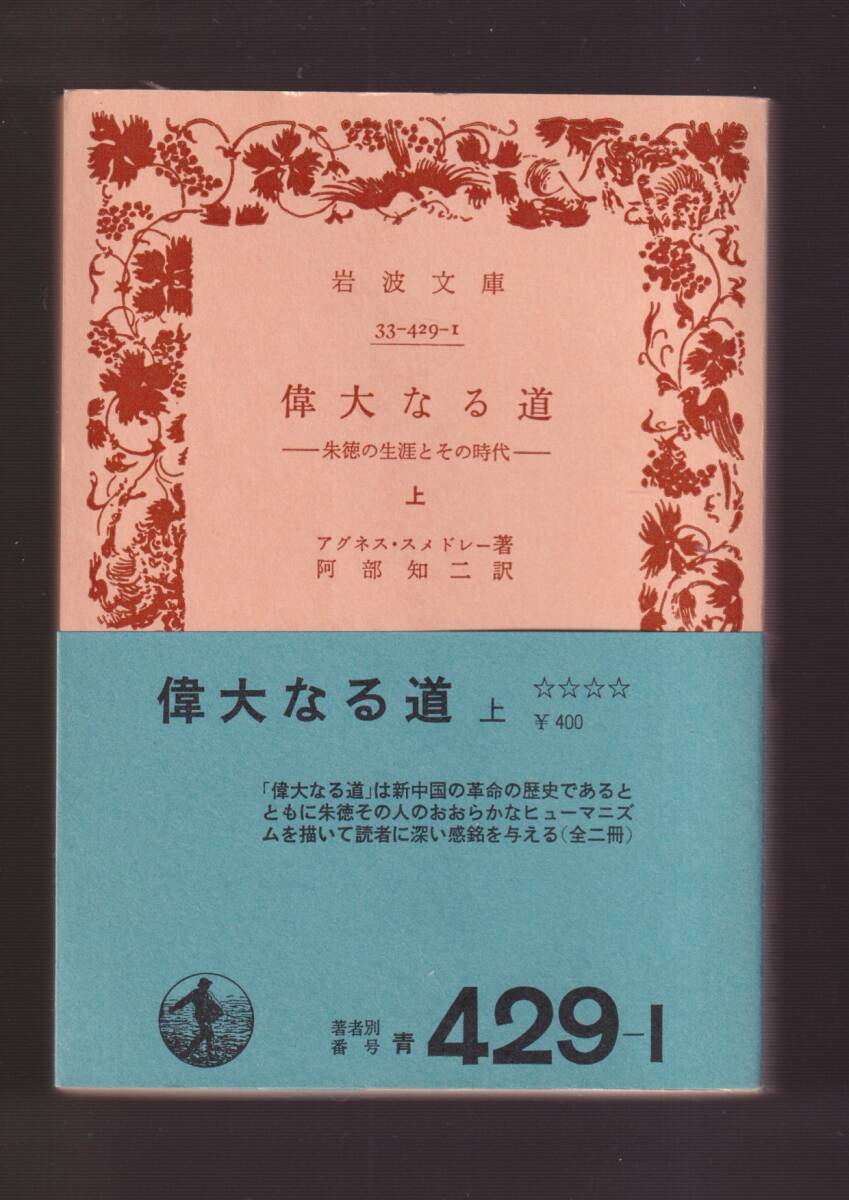 岩波文庫
33-429-1
偉大なる道
—朱徳の生涯とその時代—
上
アグネス・スメドレー著
阿部知二訳
偉大なる道 上 ☆☆☆☆
¥400
「偉大なる道」は新中国の革命の歴史であると
ともに朱徳その人のおおらかなヒューマニズ
ムを描いて読者に深い感銘を与える(全二冊)
著者別
番号 青 429-1